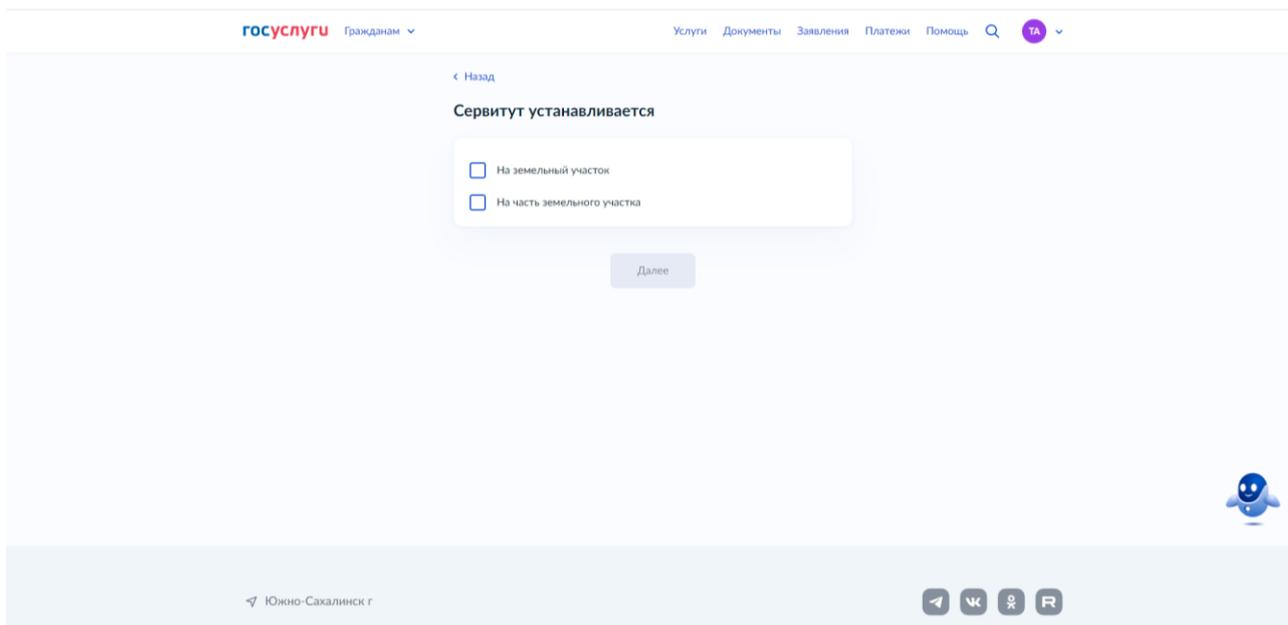 госуслуги Гражданам Услуги Документы Заявления Платежи Помощь ТА
Назад
Сервитут устанавливается
На земельный участок
На часть земельного участка
Далее
Южно-Сахалинск г